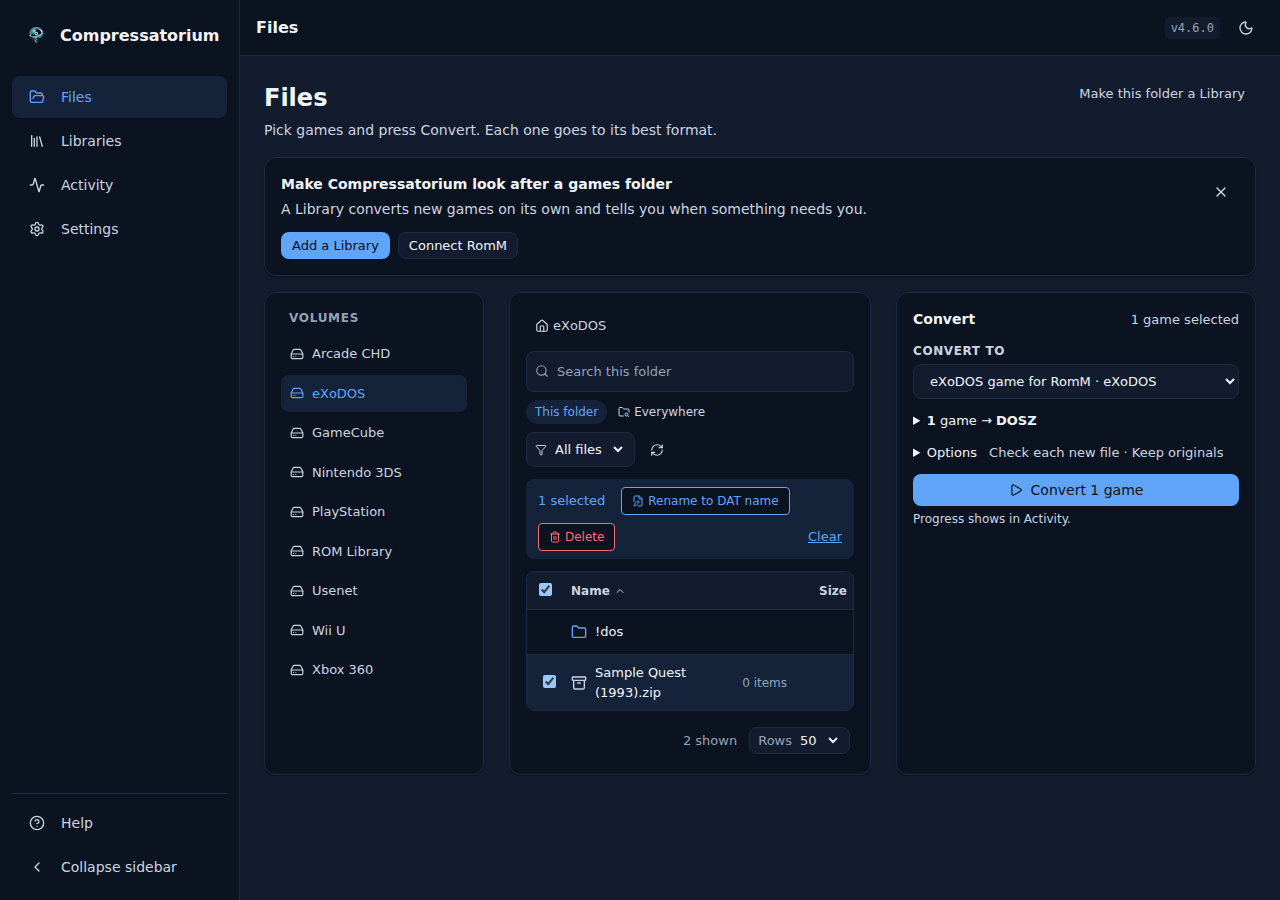 Compressatorium
Files
Libraries
Activity
Settings
Help
Collapse sidebar
Files
v4.6.0
Files
Make this folder a Library
Pick games and press Convert. Each one goes to its best format.
Make Compressatorium look after a games folder
A Library converts new games on its own and tells you when something needs you.
Add a Library
Connect RomM
VOLUMES
Arcade CHD
eXoDOS
GameCube
Nintendo 3DS
PlayStation
ROM Library
Usenet
Wii U
Xbox 360
eXoDOS
Search this folder
This folder
Everywhere
All files
1 selected
Rename to DAT name
Delete
Clear
Name
Size
!dos
Sample Quest
(1993).zip
0 items
2 shown
Rows 50
Convert
1 game selected
CONVERT TO
eXoDOS game for RomM · eXoDOS
1 game → DOSZ
Options Check each new file · Keep originals
Convert 1 game
Progress shows in Activity.